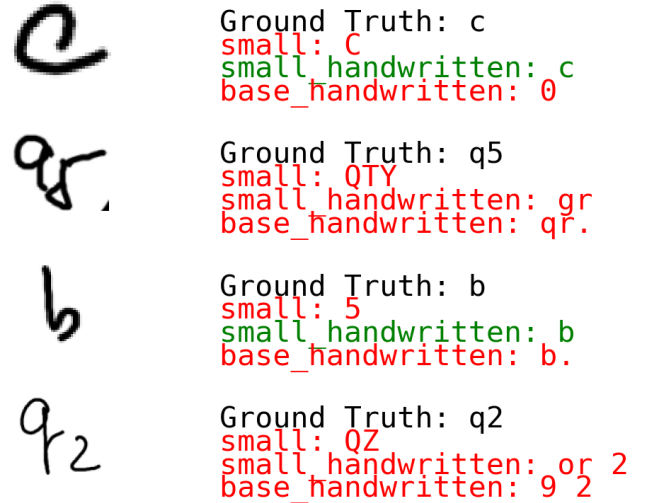 c
Ground Truth: c
small: C
small_handwritten: c
base_handwritten: 0
q5
Ground Truth: q5
small: QTY
small_handwritten: gr
base_handwritten: qr.
b
Ground Truth: b
small: 5
small_handwritten: b
base_handwritten: b.
q2
Ground Truth: q2
small: QZ
small_handwritten: or 2
base_handwritten: 9 2